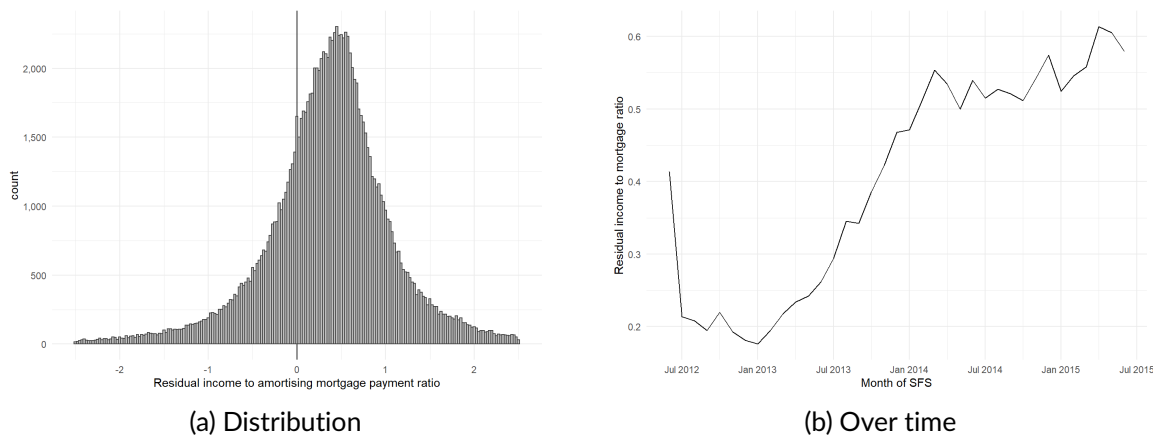 count
2,000
1,500
1,000
500
0
-2
-1
0
1
2
Residual income to amortising mortgage payment ratio
(a) Distribution
Residual income to mortgage ratio
0.6
0.5
0.4
0.3
0.2
Jul 2012
Jan 2013
Jul 2013
Jan 2014
Jul 2014
Jan 2015
Jul 2015
Month of SFS
(b) Over time